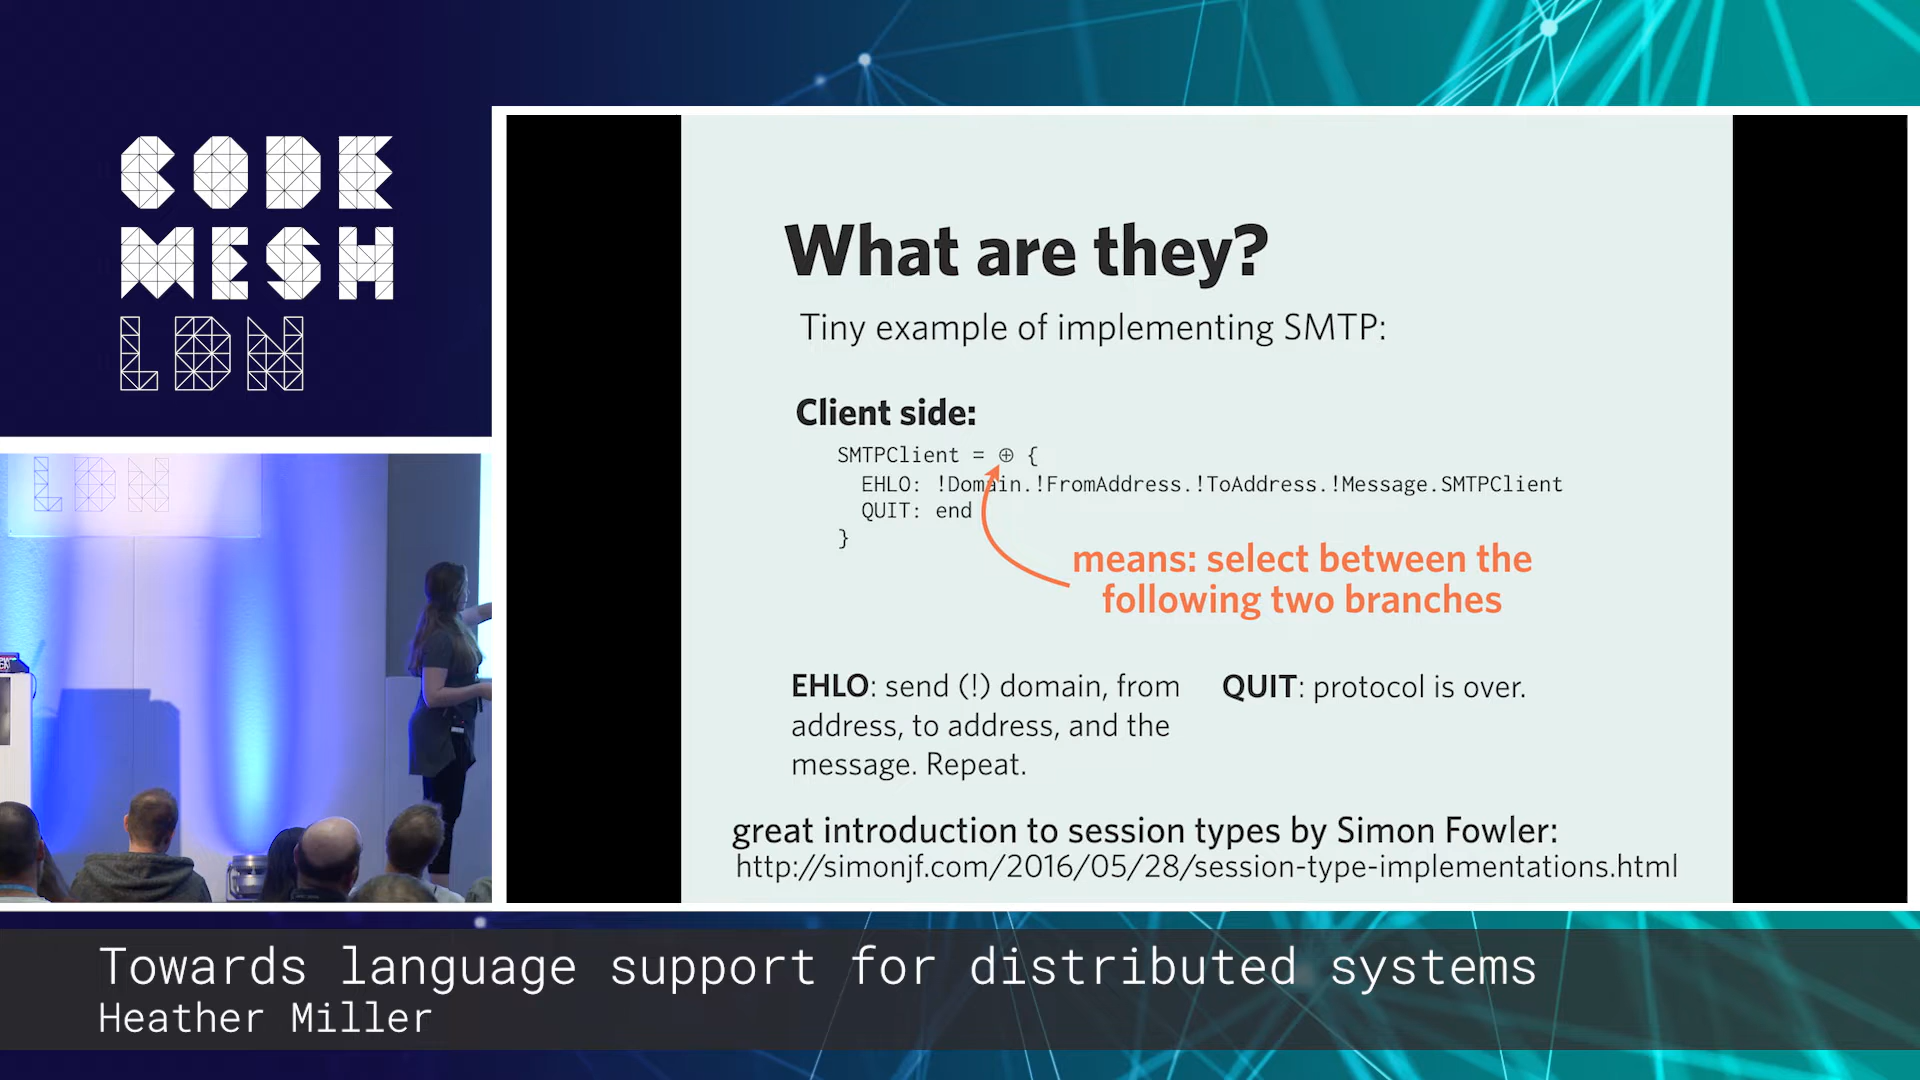 CODE
MESH
LDN
What are they?
Tiny example of implementing SMTP:
Client side:
SMTPClient = ⊕ {
EHLO: !Domain.!FromAddress.!ToAddress.!Message.SMTPClient
QUIT: end
}
means: select between the
following two branches
EHLO: send (!) domain, from
address, to address, and the
message. Repeat.
QUIT: protocol is over.
great introduction to session types by Simon Fowler:
http://simonjf.com/2016/05/28/session-type-implementations.html
LDN
Towards language support for distributed systems
Heather Miller